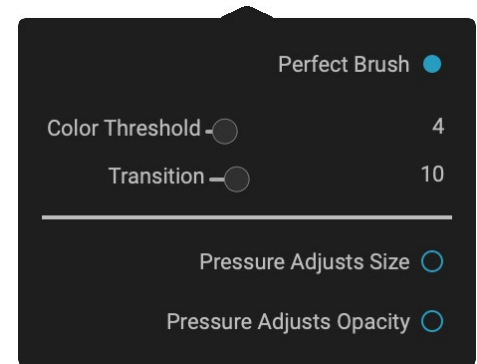 Perfect Brush
Color Threshold 4
Transition 10
Pressure Adjusts Size
Pressure Adjusts Opacity